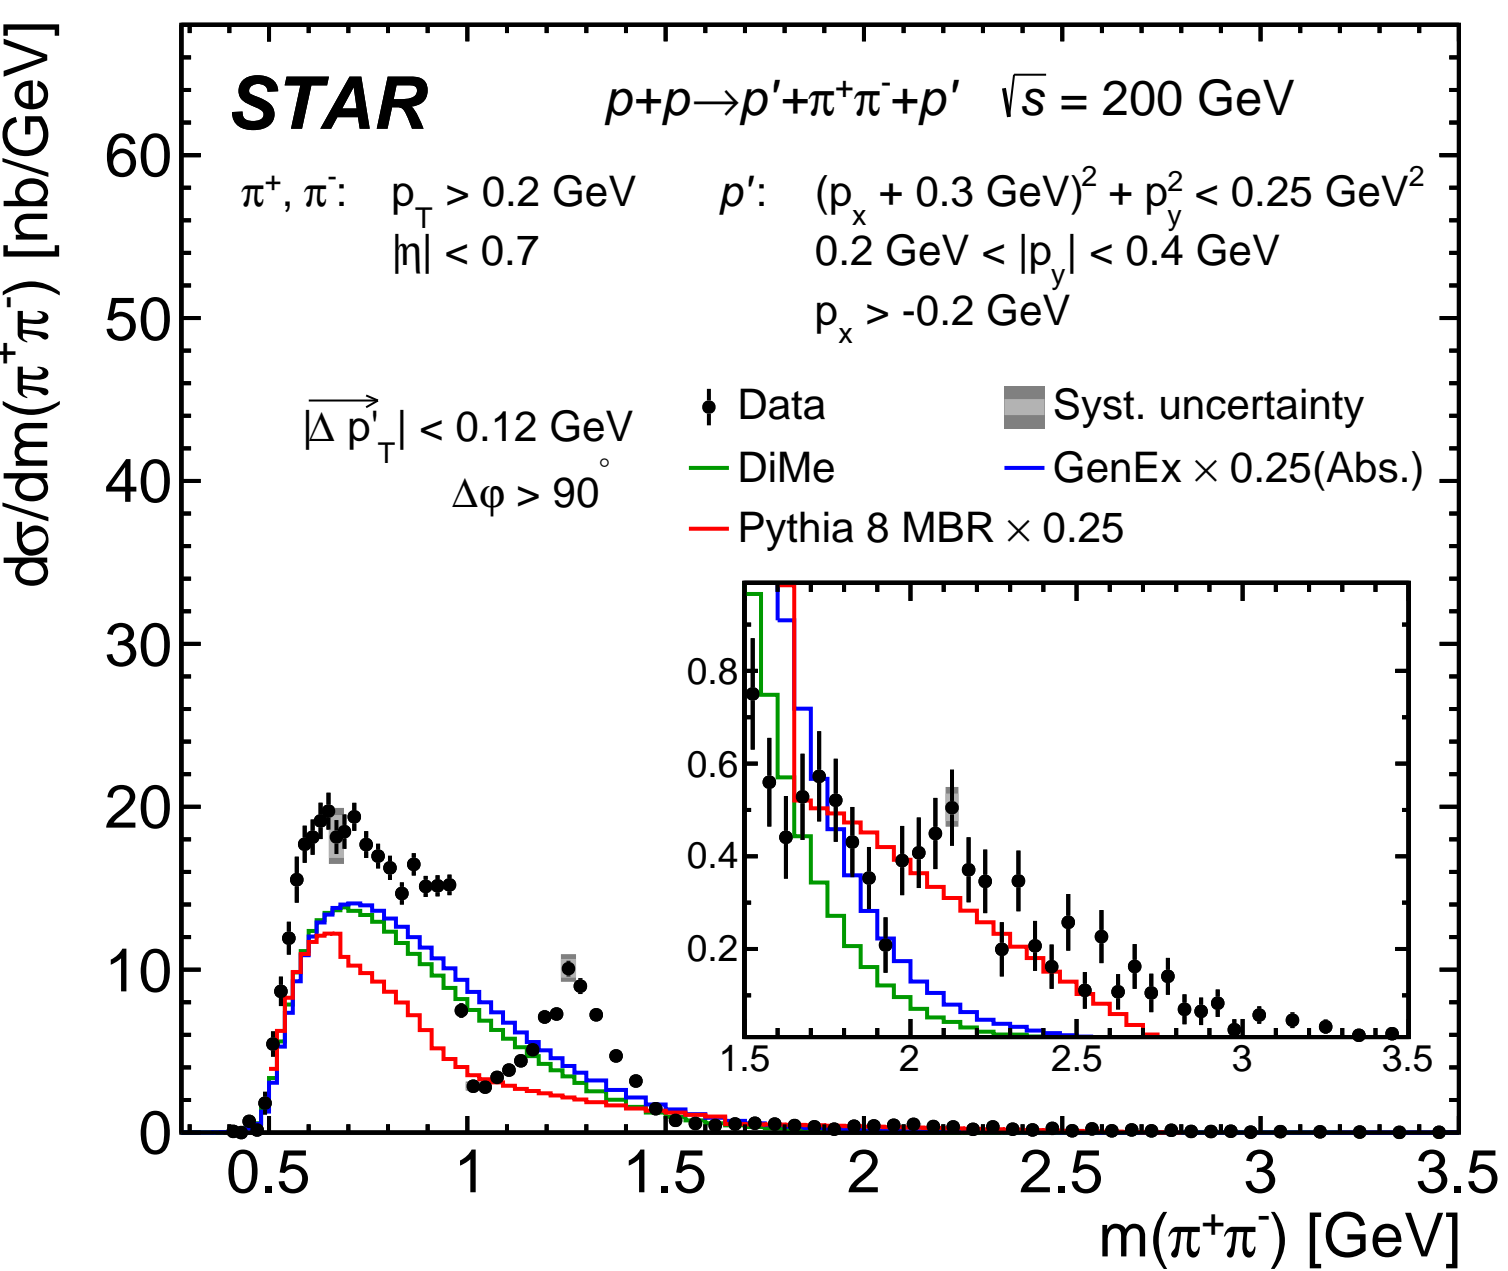 STAR
p+p→p′+π⁺π⁻+p′ √s = 200 GeV
π⁺, π⁻: p_T > 0.2 GeV p′: (p_x + 0.3 GeV)² + p_y² < 0.25 GeV²
|η| < 0.7 0.2 GeV < |p_y| < 0.4 GeV
p_x > -0.2 GeV
|Δ p'_T| < 0.12 GeV
Δφ > 90°
Data Syst. uncertainty
DiMe GenEx × 0.25(Abs.)
Pythia 8 MBR × 0.25
dσ/dm(π⁺π⁻) [nb/GeV]
60
50
40
30
20
10
0
0.8
0.6
0.4
0.2
1.5 2 2.5 3 3.5
0.5 1 1.5 2 2.5 3 3.5
m(π⁺π⁻) [GeV]